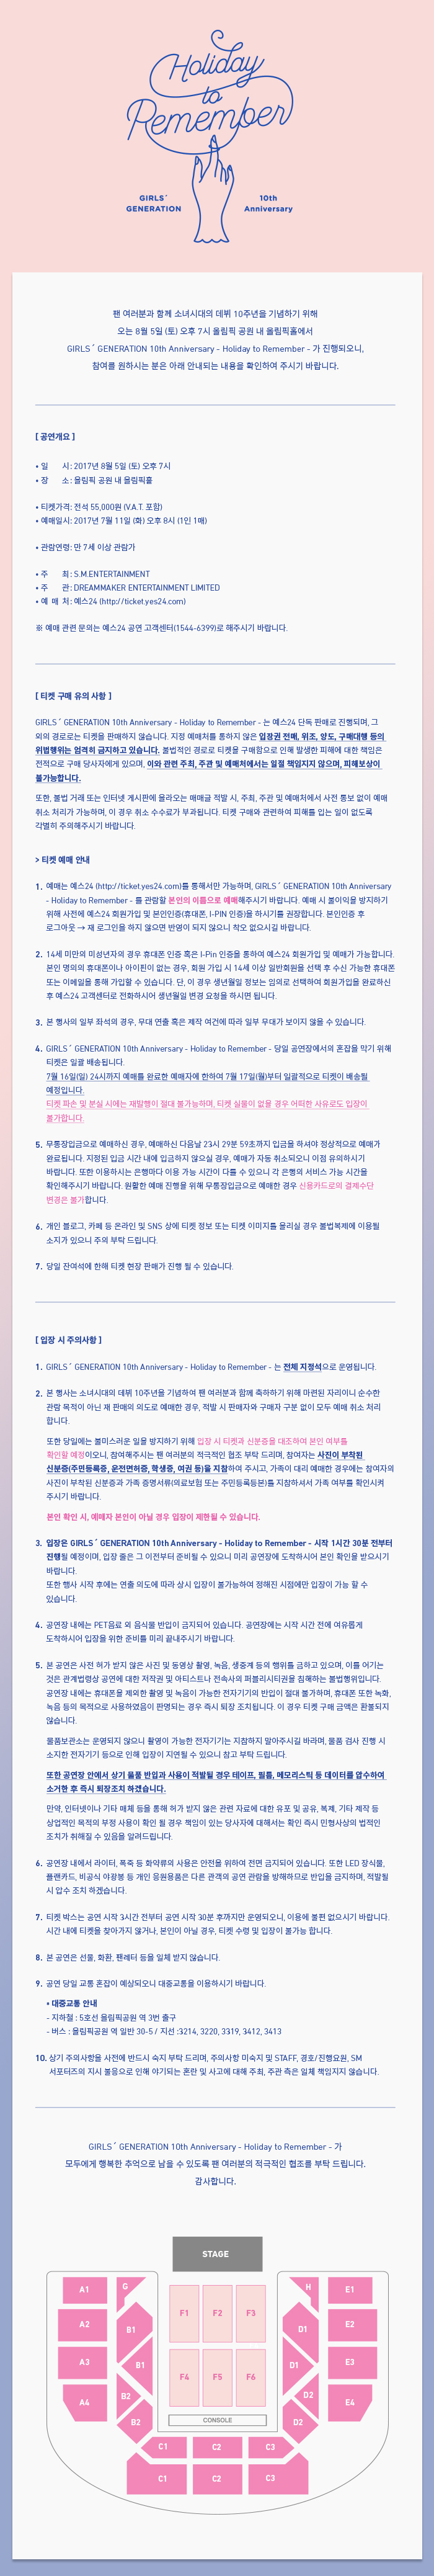 Holiday
to
Remember
GIRLS´
GENERATION
10th
Anniversary
팬 여러분과 함께 소녀시대의 데뷔 10주년을 기념하기 위해
오는 8월 5일 (토) 오후 7시 올림픽 공원 내 올림픽홀에서
GIRLS´ GENERATION 10th Anniversary - Holiday to Remember - 가 진행되오니,
참여를 원하시는 분은 아래 안내되는 내용을 확인하여 주시기 바랍니다.
[ 공연개요 ]
• 일 시: 2017년 8월 5일 (토) 오후 7시
• 장 소: 올림픽 공원 내 올림픽홀
• 티켓가격: 전석 55,000원 (V.A.T. 포함)
• 예매일시: 2017년 7월 11일 (화) 오후 8시 (1인 1매)
• 관람연령: 만 7세 이상 관람가
• 주 최: S.M.ENTERTAINMENT
• 주 관: DREAMMAKER ENTERTAINMENT LIMITED
• 예 매 처: 예스24 (http://ticket.yes24.com)
※ 예매 관련 문의는 예스24 공연 고객센터(1544-6399)로 해주시기 바랍니다.
[ 티켓 구매 유의 사항 ]
GIRLS´ GENERATION 10th Anniversary - Holiday to Remember - 는 예스24 단독 판매로 진행되며, 그
외의 경로로는 티켓을 판매하지 않습니다. 지정 예매처를 통하지 않은 입장권 전매, 위조, 양도, 구매대행 등의
위법행위는 엄격히 금지하고 있습니다. 불법적인 경로로 티켓을 구매함으로 인해 발생한 피해에 대한 책임은
전적으로 구매 당사자에게 있으며, 이와 관련 주최, 주관 및 예매처에서는 일절 책임지지 않으며, 피해보상이
불가능합니다.
또한, 불법 거래 또는 인터넷 게시판에 올라오는 매매글 적발 시, 주최, 주관 및 예매처에서 사전 통보 없이 예매
취소 처리가 가능하며, 이 경우 취소 수수료가 부과됩니다. 티켓 구매와 관련하여 피해를 입는 일이 없도록
각별히 주의해주시기 바랍니다.
> 티켓 예매 안내
1. 예매는 예스24 (http://ticket.yes24.com)를 통해서만 가능하며, GIRLS´ GENERATION 10th Anniversary
- Holiday to Remember - 를 관람할 본인의 이름으로 예매해주시기 바랍니다. 예매 시 불이익을 방지하기
위해 사전에 예스24 회원가입 및 본인인증(휴대폰, I-PIN 인증)을 하시기를 권장합니다. 본인인증 후
로그아웃 → 재 로그인을 하지 않으면 반영이 되지 않으니 착오 없으시길 바랍니다.
2. 14세 미만의 미성년자의 경우 휴대폰 인증 혹은 I-Pin 인증을 통하여 예스24 회원가입 및 예매가 가능합니다.
본인 명의의 휴대폰이나 아이핀이 없는 경우, 회원 가입 시 14세 이상 일반회원을 선택 후 수신 가능한 휴대폰
또는 이메일을 통해 가입할 수 있습니다. 단, 이 경우 생년월일 정보는 임의로 선택하여 회원가입을 완료하신
후 예스24 고객센터로 전화하시어 생년월일 변경 요청을 하시면 됩니다.
3. 본 행사의 일부 좌석의 경우, 무대 연출 혹은 제작 여건에 따라 일부 무대가 보이지 않을 수 있습니다.
4. GIRLS´ GENERATION 10th Anniversary - Holiday to Remember - 당일 공연장에서의 혼잡을 막기 위해
티켓은 일괄 배송됩니다.
7월 16일(일) 24시까지 예매를 완료한 예매자에 한하여 7월 17일(월)부터 일괄적으로 티켓이 배송될
예정입니다.
티켓 파손 및 분실 시에는 재발행이 절대 불가능하며, 티켓 실물이 없을 경우 어떠한 사유로도 입장이
불가합니다.
5. 무통장입금으로 예매하신 경우, 예매하신 다음날 23시 29분 59초까지 입금을 하셔야 정상적으로 예매가
완료됩니다. 지정된 입금 시간 내에 입금하지 않으실 경우, 예매가 자동 취소되오니 이점 유의하시기
바랍니다. 또한 이용하시는 은행마다 이용 가능 시간이 다를 수 있으니 각 은행의 서비스 가능 시간을
확인해주시기 바랍니다. 원활한 예매 진행을 위해 무통장입금으로 예매한 경우 신용카드로의 결제수단
변경은 불가합니다.
6. 개인 블로그, 카페 등 온라인 및 SNS 상에 티켓 정보 또는 티켓 이미지를 올리실 경우 불법복제에 이용될
소지가 있으니 주의 부탁 드립니다.
7. 당일 잔여석에 한해 티켓 현장 판매가 진행 될 수 있습니다.
[ 입장 시 주의사항 ]
1. GIRLS´ GENERATION 10th Anniversary - Holiday to Remember - 는 전체 지정석으로 운영됩니다.
2. 본 행사는 소녀시대의 데뷔 10주년을 기념하여 팬 여러분과 함께 축하하기 위해 마련된 자리이니 순수한
관람 목적이 아닌 재 판매의 의도로 예매한 경우, 적발 시 판매자와 구매자 구분 없이 모두 예매 취소 처리
합니다.
또한 당일에는 불미스러운 일을 방지하기 위해 입장 시 티켓과 신분증을 대조하여 본인 여부를
확인할 예정이오니, 참여해주시는 팬 여러분의 적극적인 협조 부탁 드리며, 참여자는 사진이 부착된
신분증(주민등록증, 운전면허증, 학생증, 여권 등)을 지참하여 주시고, 가족이 대리 예매한 경우에는 참여자의
사진이 부착된 신분증과 가족 증명서류(의료보험 또는 주민등록등본)를 지참하셔서 가족 여부를 확인시켜
주시기 바랍니다.
본인 확인 시, 예매자 본인이 아닐 경우 입장이 제한될 수 있습니다.
3. 입장은 GIRLS´ GENERATION 10th Anniversary - Holiday to Remember - 시작 1시간 30분 전부터
진행될 예정이며, 입장 줄은 그 이전부터 준비될 수 있으니 미리 공연장에 도착하시어 본인 확인을 받으시기
바랍니다.
또한 행사 시작 후에는 연출 의도에 따라 상시 입장이 불가능하여 정해진 시점에만 입장이 가능 할 수
있습니다.
4. 공연장 내에는 PET음료 외 음식물 반입이 금지되어 있습니다. 공연장에는 시작 시간 전에 여유롭게
도착하시어 입장을 위한 준비들 미리 끝내주시기 바랍니다.
5. 본 공연은 사전 허가 받지 않은 사진 및 동영상 촬영, 녹음, 생중계 등의 행위를 금하고 있으며, 이를 어기는
것은 관계법령상 공연에 대한 저작권 및 아티스트나 전속사의 퍼블리시티권을 침해하는 불법행위입니다.
공연장 내에는 휴대폰을 제외한 촬영 및 녹음이 가능한 전자기기의 반입이 절대 불가하며, 휴대폰 또한 녹화,
녹음 등의 목적으로 사용하였음이 판명되는 경우 즉시 퇴장 조치됩니다. 이 경우 티켓 구매 금액은 환불되지
않습니다.
물품보관소는 운영되지 않으니 촬영이 가능한 전자기기는 지참하지 말아주시길 바라며, 물품 검사 진행 시
소지한 전자기기 등으로 인해 입장이 지연될 수 있으니 참고 부탁 드립니다.
또한 공연장 안에서 상기 물품 반입과 사용이 적발될 경우 테이프, 필름, 메모리스틱 등 데이터를 압수하여
소거한 후 즉시 퇴장조치 하겠습니다.
만약, 인터넷이나 기타 매체 등을 통해 허가 받지 않은 관련 자료에 대한 유포 및 공유, 복제, 기타 제작 등
상업적인 목적의 부정 사용이 확인 될 경우 책임이 있는 당사자에 대해서는 확인 즉시 민형사상의 법적인
조치가 취해질 수 있음을 알려드립니다.
6. 공연장 내에서 라이터, 폭죽 등 화약류의 사용은 안전을 위하여 전면 금지되어 있습니다. 또한 LED 장식물,
플랜카드, 비공식 야광봉 등 개인 응원용품은 다른 관객의 공연 관람을 방해하므로 반입을 금지하며, 적발될
시 압수 조치 하겠습니다.
7. 티켓 박스는 공연 시작 3시간 전부터 공연 시작 30분 후까지만 운영되오니, 이용에 불편 없으시기 바랍니다.
시간 내에 티켓을 찾아가지 않거나, 본인이 아닐 경우, 티켓 수령 및 입장이 불가능 합니다.
8. 본 공연은 선물, 화환, 팬레터 등을 일체 받지 않습니다.
9. 공연 당일 교통 혼잡이 예상되오니 대중교통을 이용하시기 바랍니다.
• 대중교통 안내
- 지하철 : 5호선 올림픽공원 역 3번 출구
- 버스 : 올림픽공원 역 일반 30-5 / 지선 :3214, 3220, 3319, 3412, 3413
10. 상기 주의사항을 사전에 반드시 숙지 부탁 드리며, 주의사항 미숙지 및 STAFF, 경호/진행요원, SM
서포터즈의 지시 불응으로 인해 야기되는 혼란 및 사고에 대해 주최, 주관 측은 일체 책임지지 않습니다.
GIRLS´ GENERATION 10th Anniversary - Holiday to Remember - 가
모두에게 행복한 추억으로 남을 수 있도록 팬 여러분의 적극적인 협조를 부탁 드립니다.
감사합니다.
STAGE
A1 G H E1
F1 F2 F3
A2 B1 D1 E2
A3 B1 D1 E3
F4 F5 F6
A4 B2 D2 E4
B2 D2
CONSOLE
C1 C2 C3
C1 C2 C3